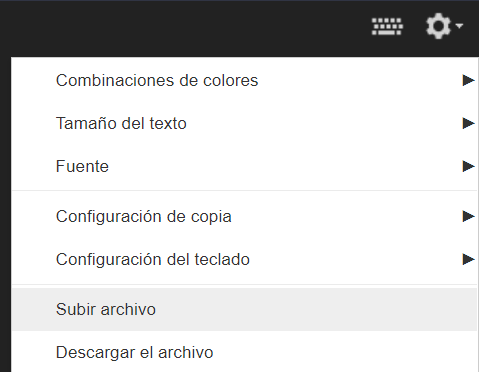 Combinaciones de colores
Tamaño del texto
Fuente
Configuración de copia
Configuración del teclado
Subir archivo
Descargar el archivo